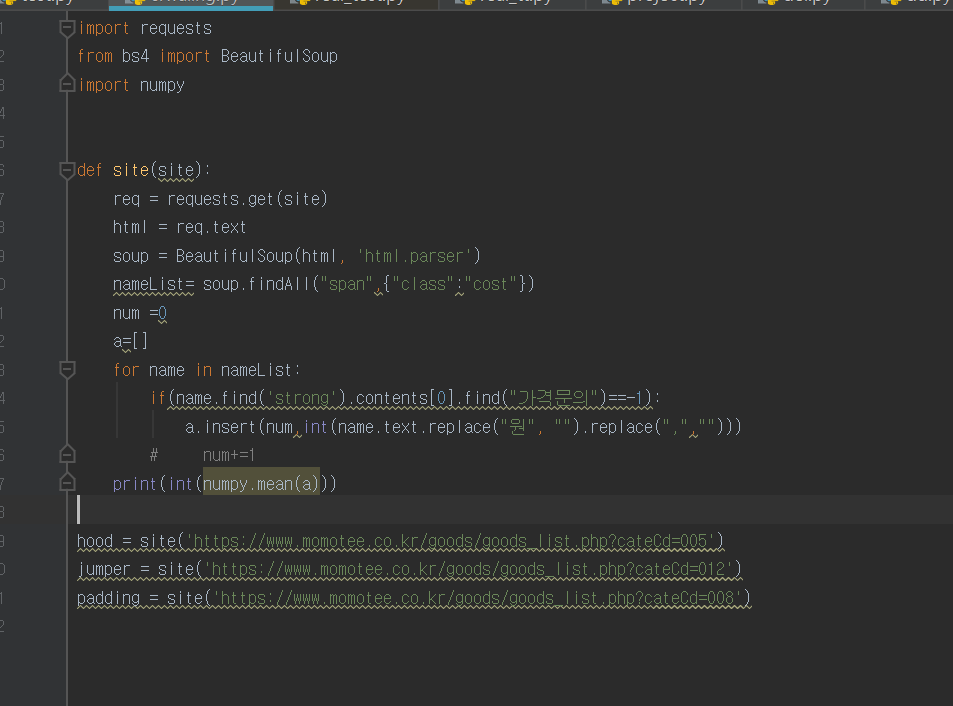 import requests
from bs4 import BeautifulSoup
import numpy
def site(site):
req = requests.get(site)
html = req.text
soup = BeautifulSoup(html, 'html.parser')
nameList= soup.findAll("span",{"class":"cost"})
num =0
a=[]
for name in nameList:
if(name.find('strong').contents[0].find("가격문의")==-1):
a.insert(num,int(name.text.replace("원", "").replace(",","")))
# num+=1
print(int(numpy.mean(a)))
hood = site('https://www.momotee.co.kr/goods/goods_list.php?cateCd=005')
jumper = site('https://www.momotee.co.kr/goods/goods_list.php?cateCd=012')
padding = site('https://www.momotee.co.kr/goods/goods_list.php?cateCd=008')